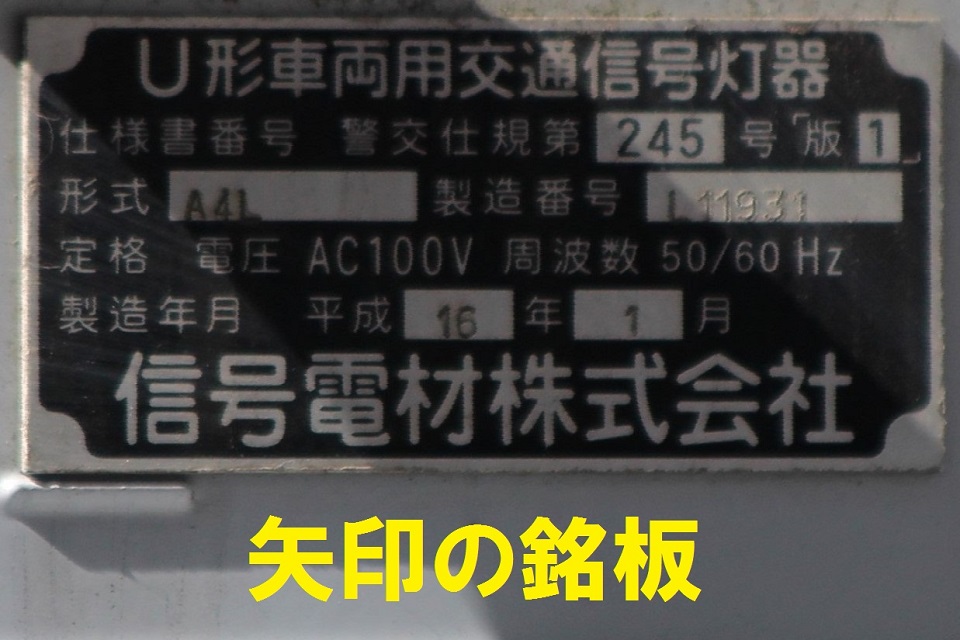 U形車両用交通信号灯器
仕様書番号 警交仕規第 245 号「版 1」
形式 A4L 製造番号 L11931
定格 電圧 AC100V 周波数 50/60 Hz
製造年月 平成 16 年 1 月
信号電材株式会社
矢印の銘板